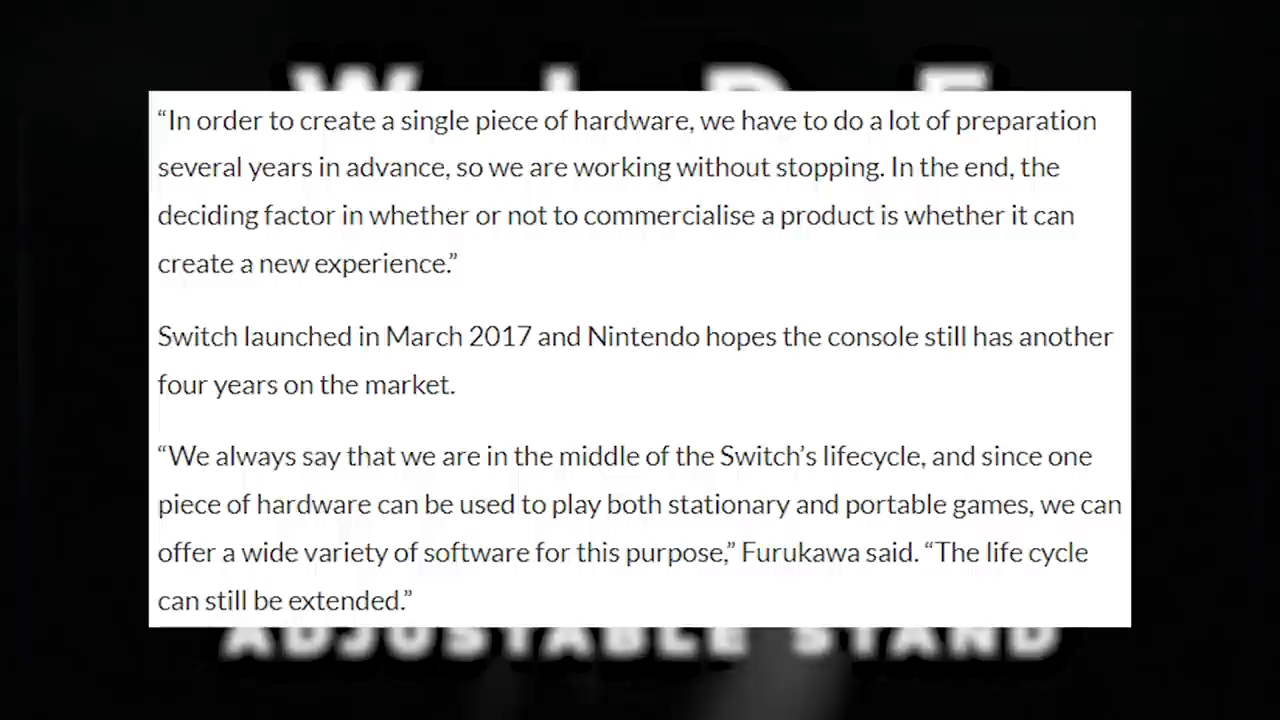 W I D E
“In order to create a single piece of hardware, we have to do a lot of preparation
several years in advance, so we are working without stopping. In the end, the
deciding factor in whether or not to commercialise a product is whether it can
create a new experience.”
Switch launched in March 2017 and Nintendo hopes the console still has another
four years on the market.
“We always say that we are in the middle of the Switch’s lifecycle, and since one
piece of hardware can be used to play both stationary and portable games, we can
offer a wide variety of software for this purpose,” Furukawa said. “The life cycle
can still be extended.”
ADJUSTABLE STAND